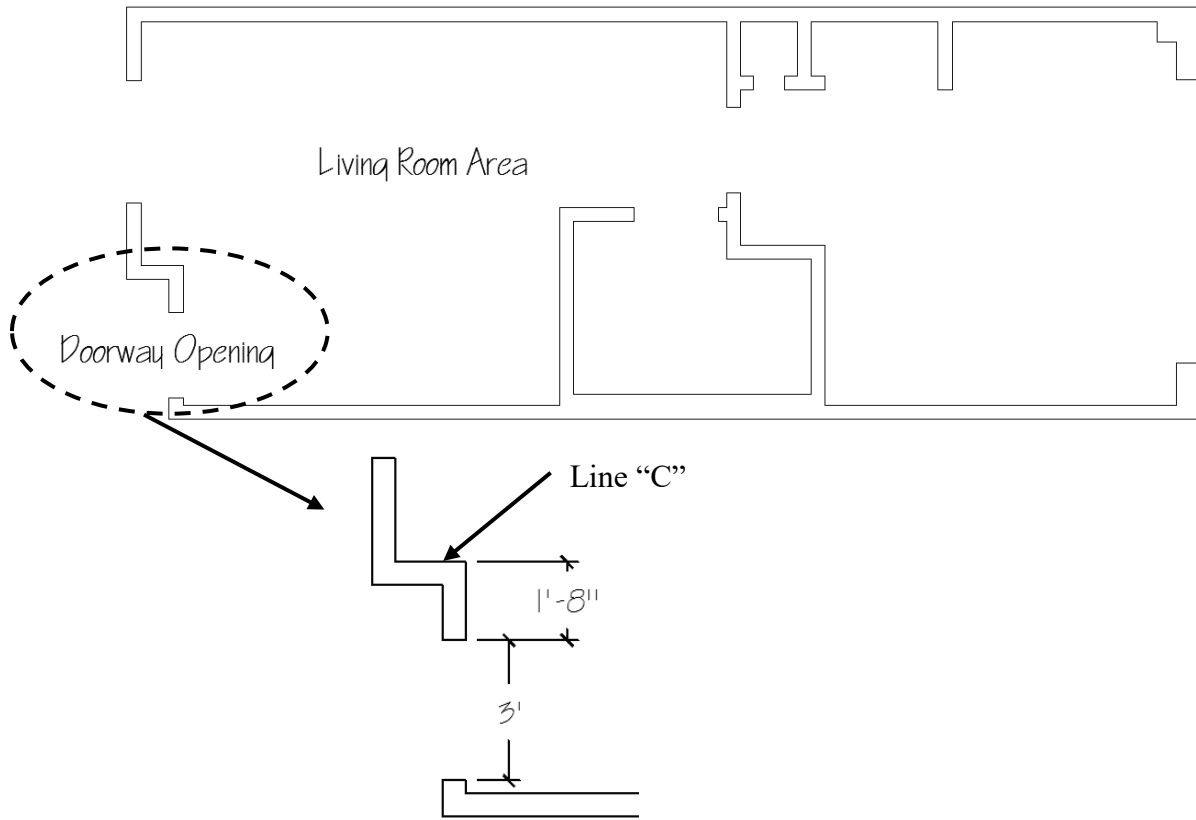 Living Room Area
Doorway Opening
Line “C”
1'-8"
3'